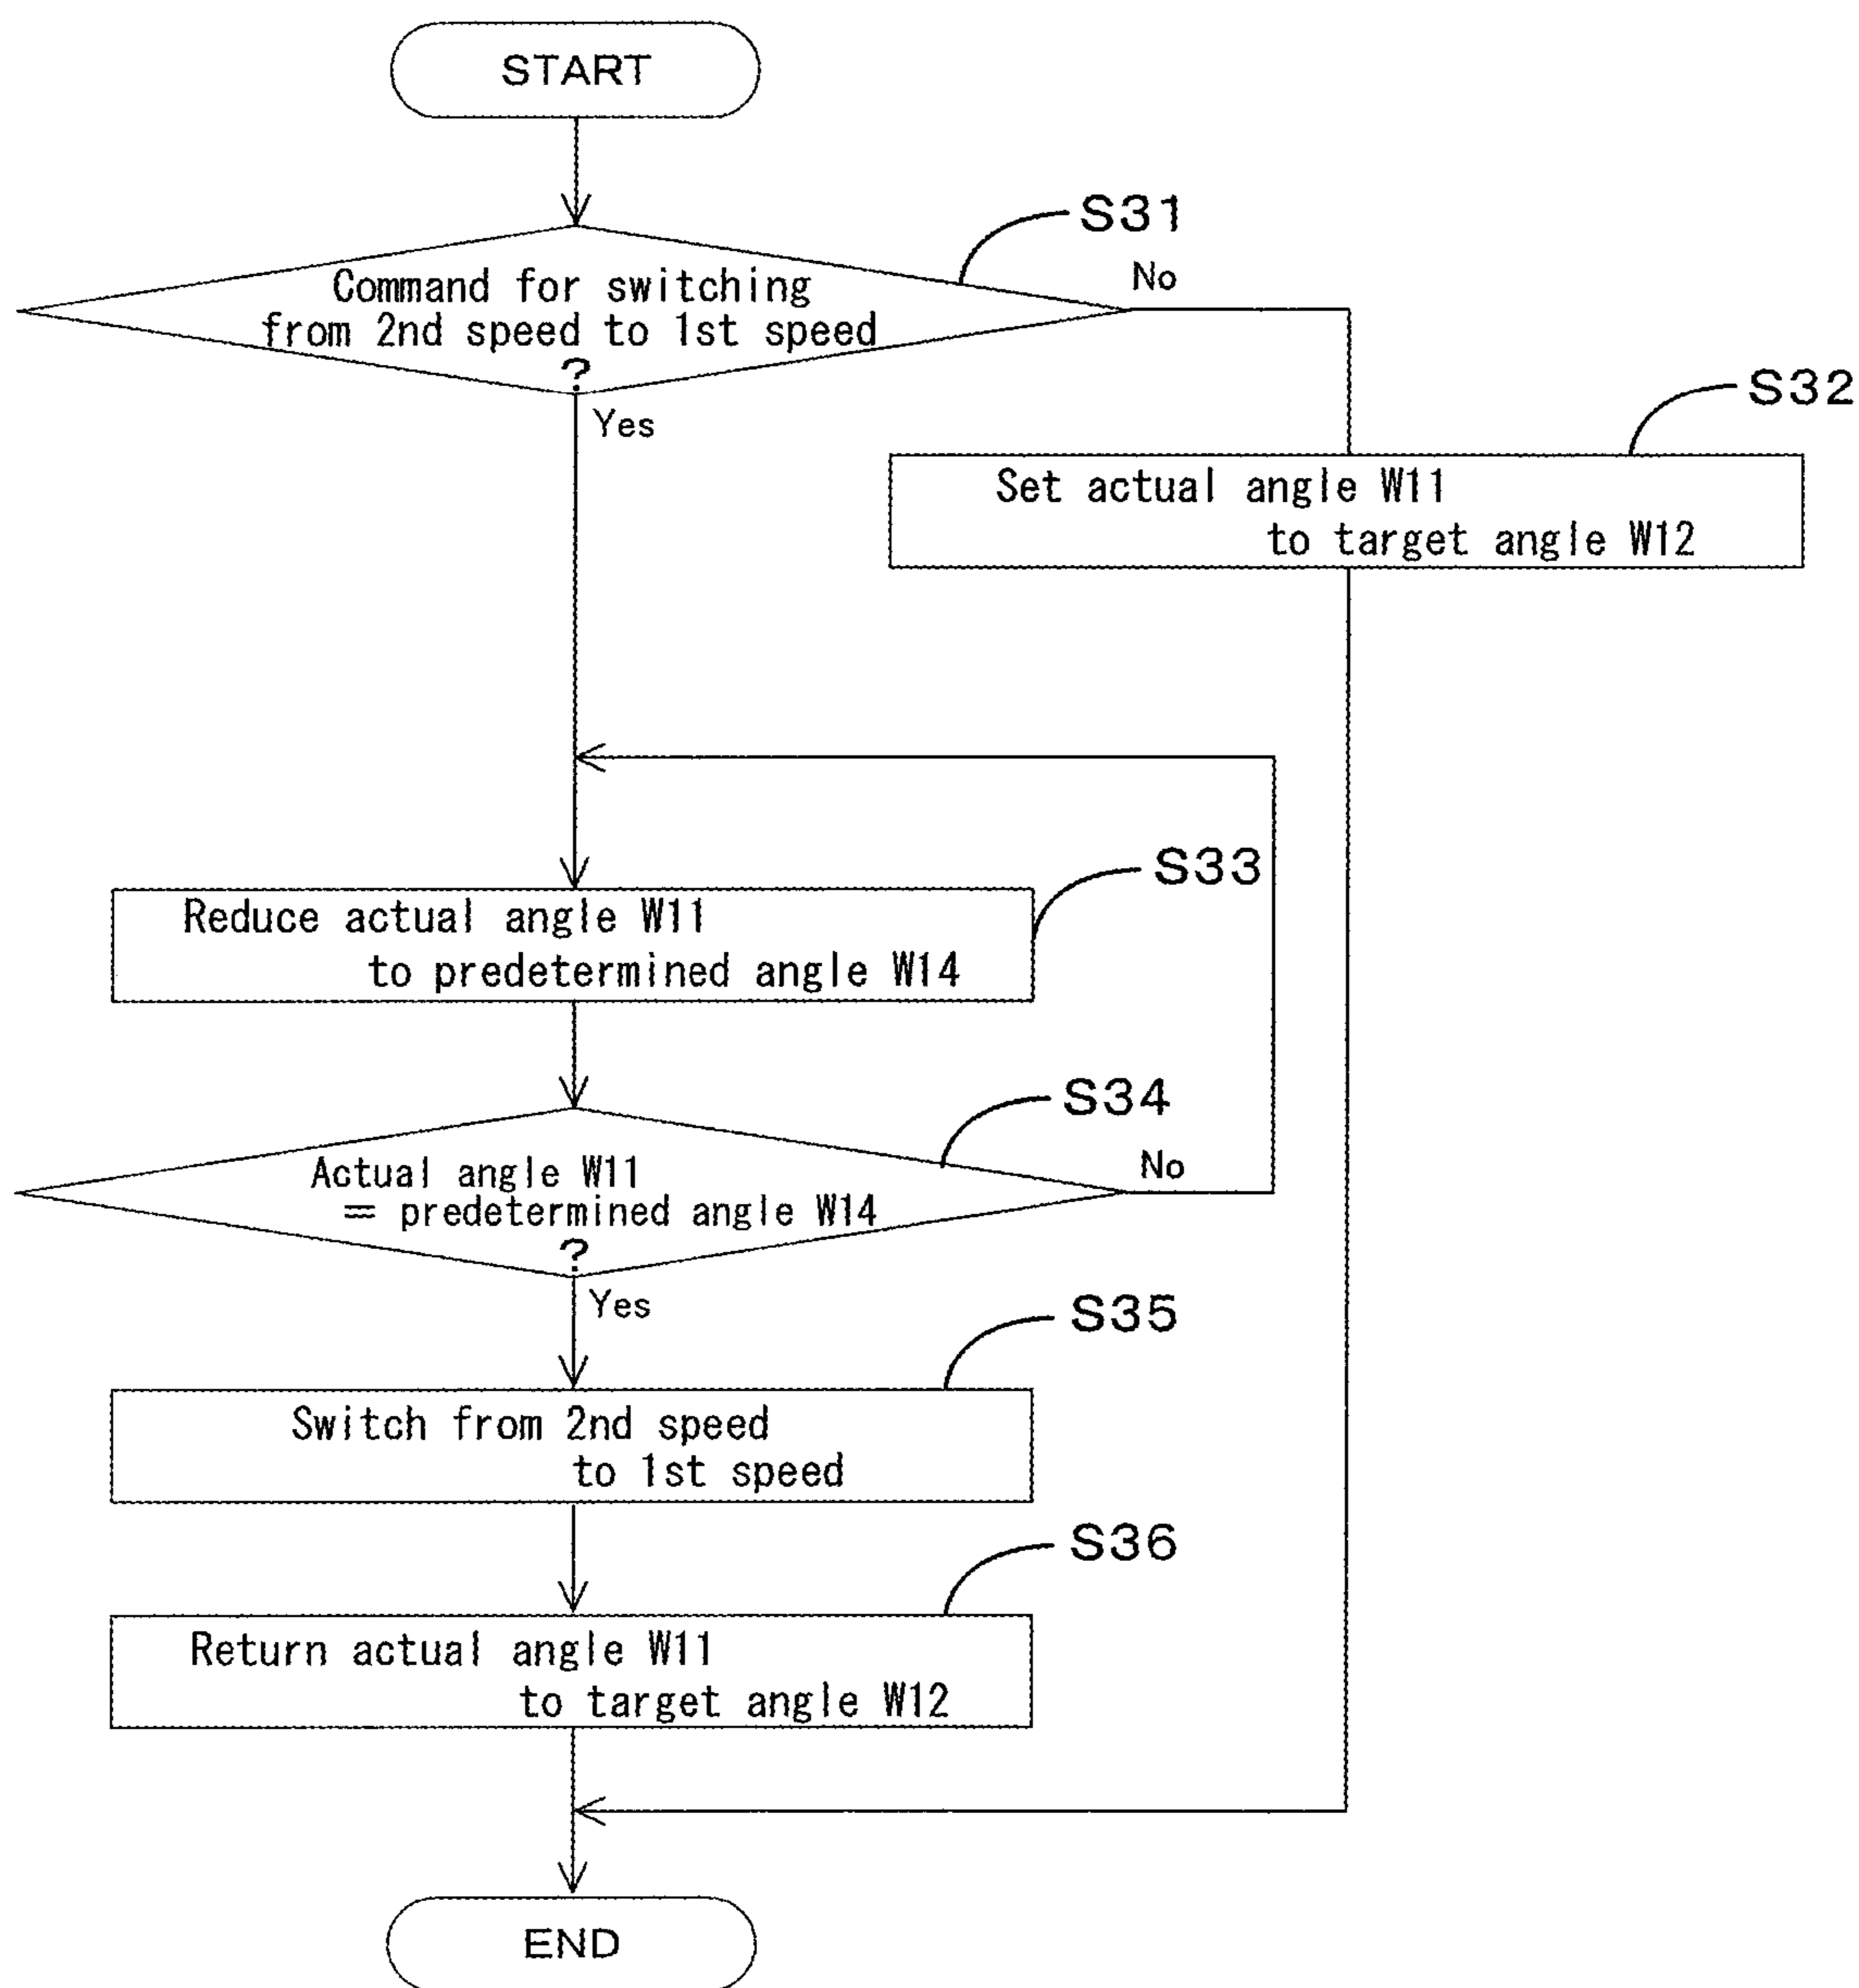 START
S31
Command for switching
from 2nd speed to 1st speed
?
No
Yes
S32
Set actual angle W11
to target angle W12
S33
Reduce actual angle W11
to predetermined angle W14
S34
Actual angle W11
= predetermined angle W14
?
No
Yes
S35
Switch from 2nd speed
to 1st speed
S36
Return actual angle W11
to target angle W12
END